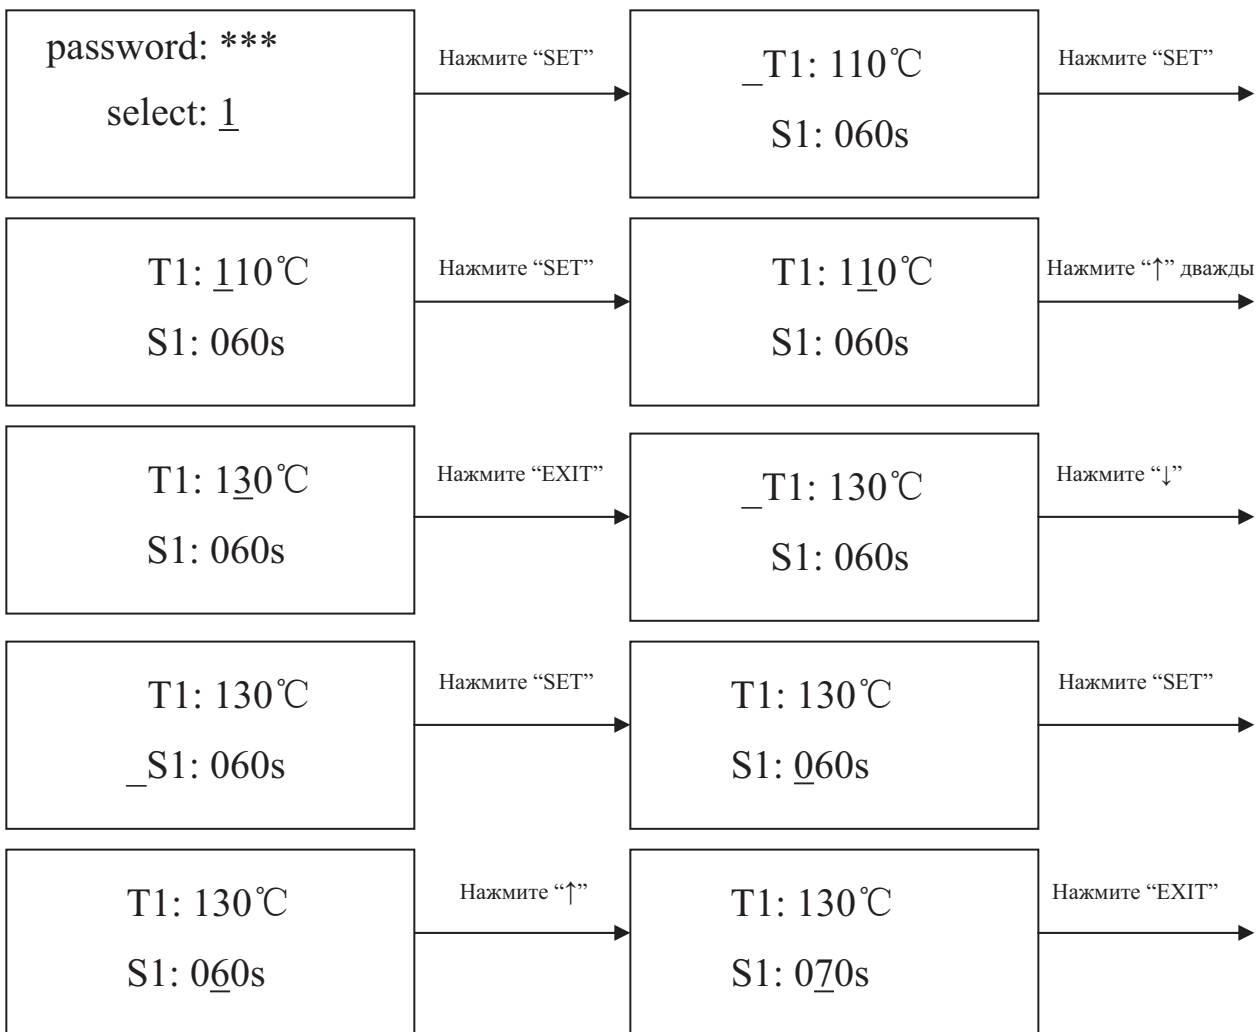 password: ***
select: 1
Нажмите “SET”
_T1: 110℃
S1: 060s
Нажмите “SET”
T1: 110℃
S1: 060s
Нажмите “SET”
T1: 110℃
S1: 060s
Нажмите “↑” дважды
T1: 130℃
S1: 060s
Нажмите “EXIT”
_T1: 130℃
S1: 060s
Нажмите “↓”
T1: 130℃
_S1: 060s
Нажмите “SET”
T1: 130℃
S1: 060s
Нажмите “SET”
T1: 130℃
S1: 060s
Нажмите “↑”
T1: 130℃
S1: 070s
Нажмите “EXIT”